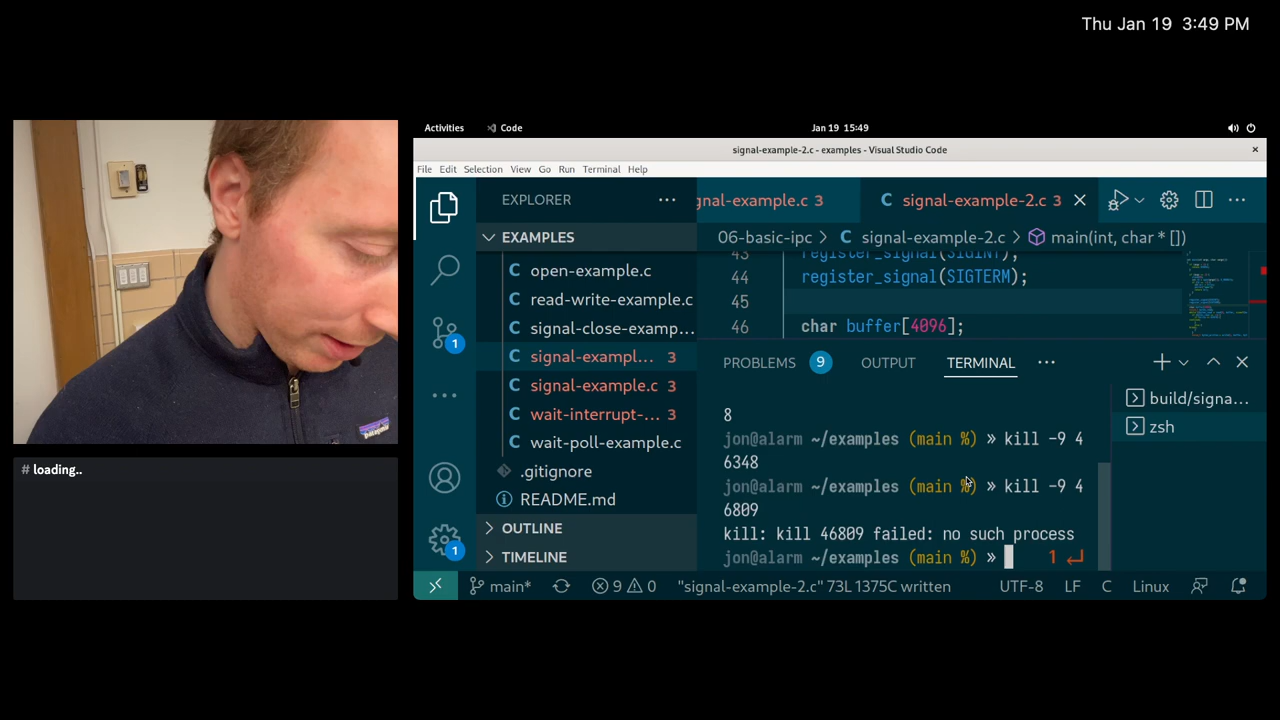 Thu Jan 19 3:49 PM
Activities
Code
Jan 19 15:49
signal-example-2.c - examples - Visual Studio Code
File Edit Selection View Go Run Terminal Help
EXPLORER
EXAMPLES
open-example.c
read-write-example.c
signal-close-examp...
signal-exampl... 3
signal-example.c 3
wait-interrupt-... 3
wait-poll-example.c
.gitignore
README.md
OUTLINE
TIMELINE
1
1
gnal-example.c 3
signal-example-2.c 3
06-basic-ipc > signal-example-2.c > main(int, char * [])
43 register_signal(SIGINT);
44 register_signal(SIGTERM);
45
46 char buffer[4096];
PROBLEMS 9 OUTPUT TERMINAL
8
jon@alarm ~/examples (main %) » kill -9 4
6348
jon@alarm ~/examples (main %) » kill -9 4
6809
kill: kill 46809 failed: no such process
jon@alarm ~/examples (main %) » 1 ↵
build/signa...
zsh
main* 9 0 "signal-example-2.c" 73L 1375C written UTF-8 LF C Linux
patagonia
# loading..